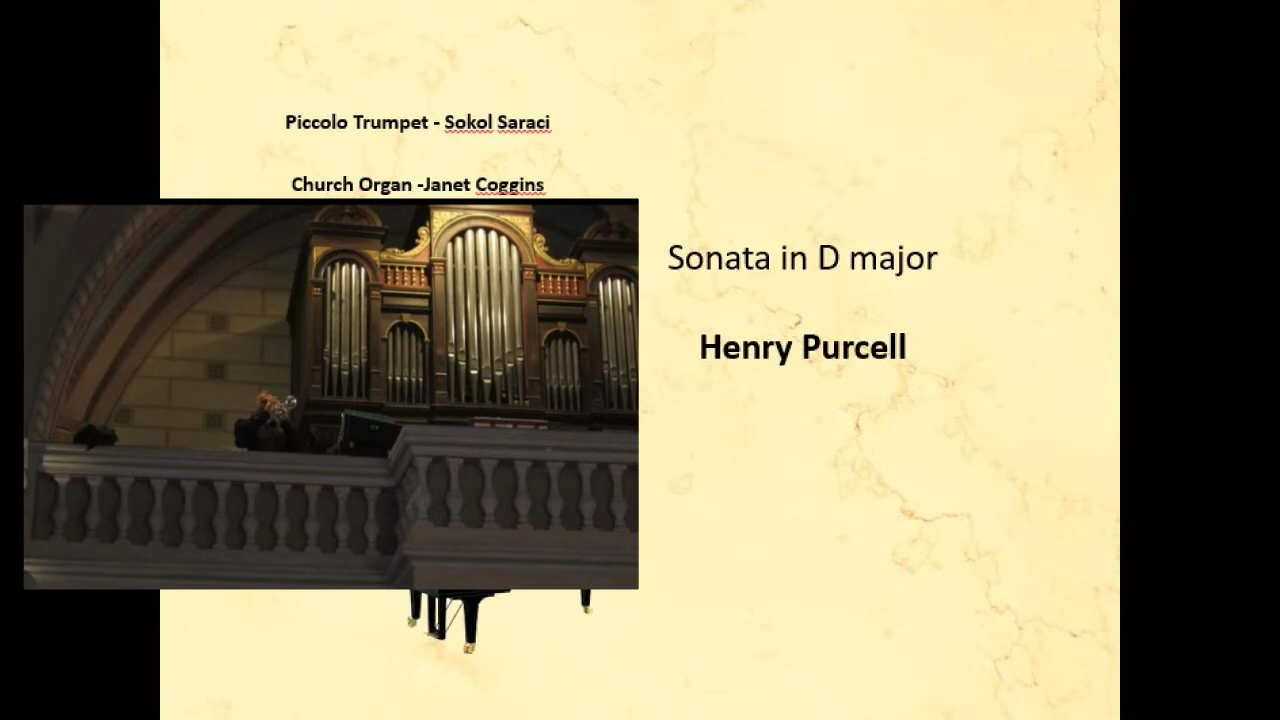 Piccolo Trumpet - Sokol Saraci
Church Organ -Janet Coggins
Sonata in D major
Henry Purcell